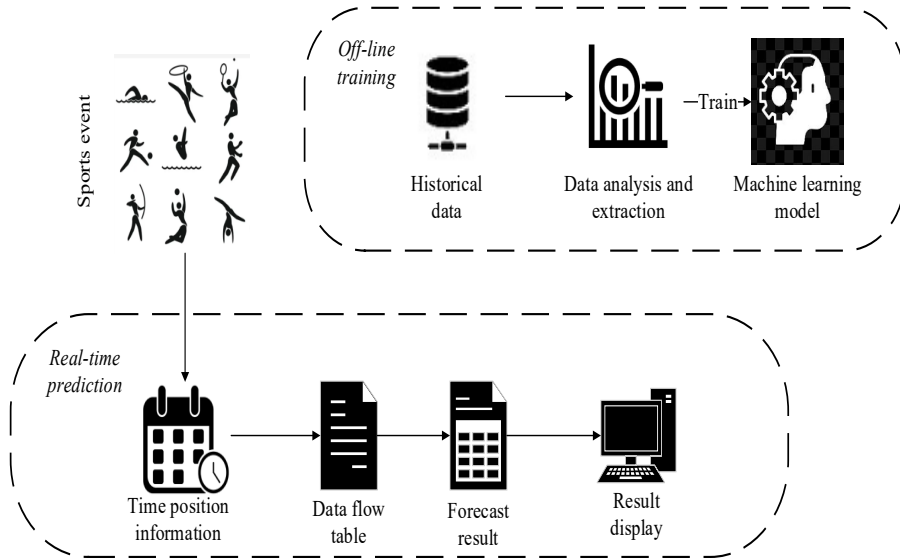 Sports event
Off-line
training
Train
Historical
data
Data analysis and
extraction
Machine learning
model
Real-time
prediction
Time position
information
Data flow
table
Forecast
result
Result
display